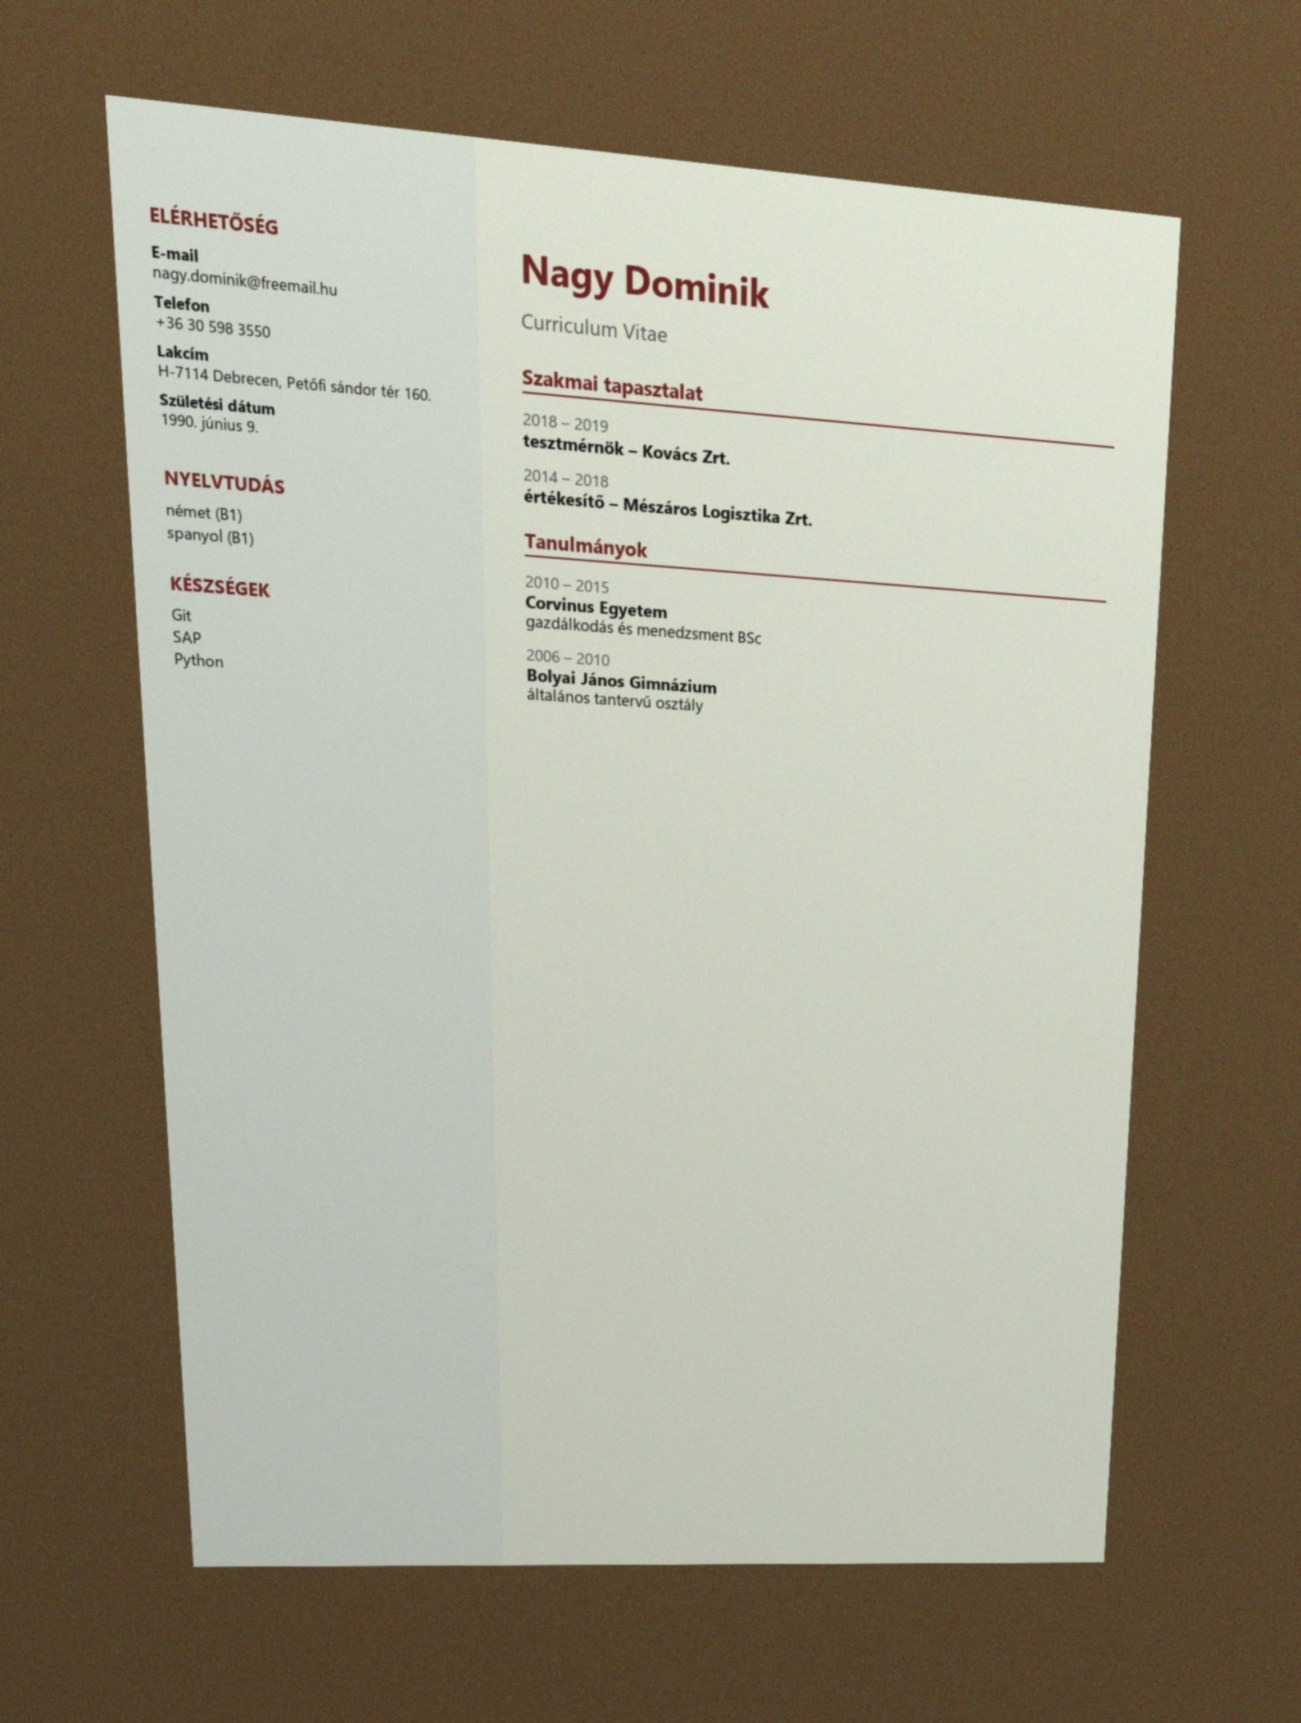 ELÉRHETŐSÉG
E-mail
nagy.dominik@freemail.hu
Telefon
+36 30 598 3550
Lakcím
H-7114 Debrecen, Petőfi sándor tér 160.
Születési dátum
1990. június 9.
NYELVTUDÁS
német (B1)
spanyol (B1)
KÉSZSÉGEK
Git
SAP
Python
Nagy Dominik
Curriculum Vitae
Szakmai tapasztalat
2018 – 2019
tesztmérnök – Kovács Zrt.
2014 – 2018
értékesítő – Mészáros Logisztika Zrt.
Tanulmányok
2010 – 2015
Corvinus Egyetem
gazdálkodás és menedzsment BSc
2006 – 2010
Bolyai János Gimnázium
általános tantervű osztály